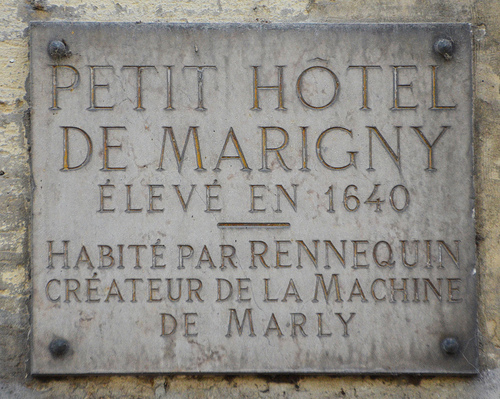 PETIT HÔTEL
DE MARIGNY
ÉLEVÉ EN 1640
HABITÉ PAR RENNEQUIN
CRÉATEUR DE LA MACHINE
DE MARLY